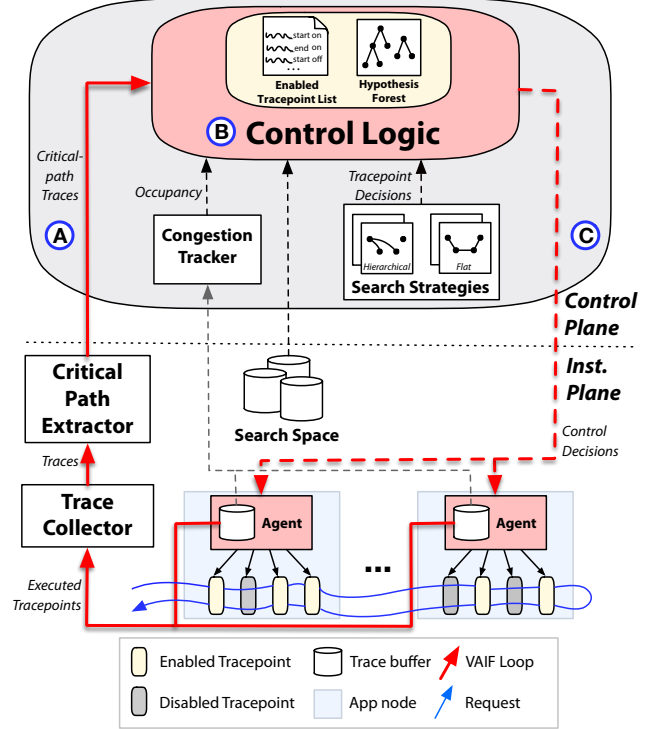 start on
end on
start off
...
Enabled
Tracepoint List
Hypothesis
Forest
B
Control Logic
Critical-
path
Traces
Occupancy
Tracepoint
Decisions
A
C
Congestion
Tracker
Hierarchical
Flat
Search Strategies
Control
Plane
Inst.
Plane
Critical
Path
Extractor
Search Space
Control
Decisions
Traces
Trace
Collector
Agent
Agent
...
Executed
Tracepoints
Enabled Tracepoint
Trace buffer
VAIF Loop
Disabled Tracepoint
App node
Request